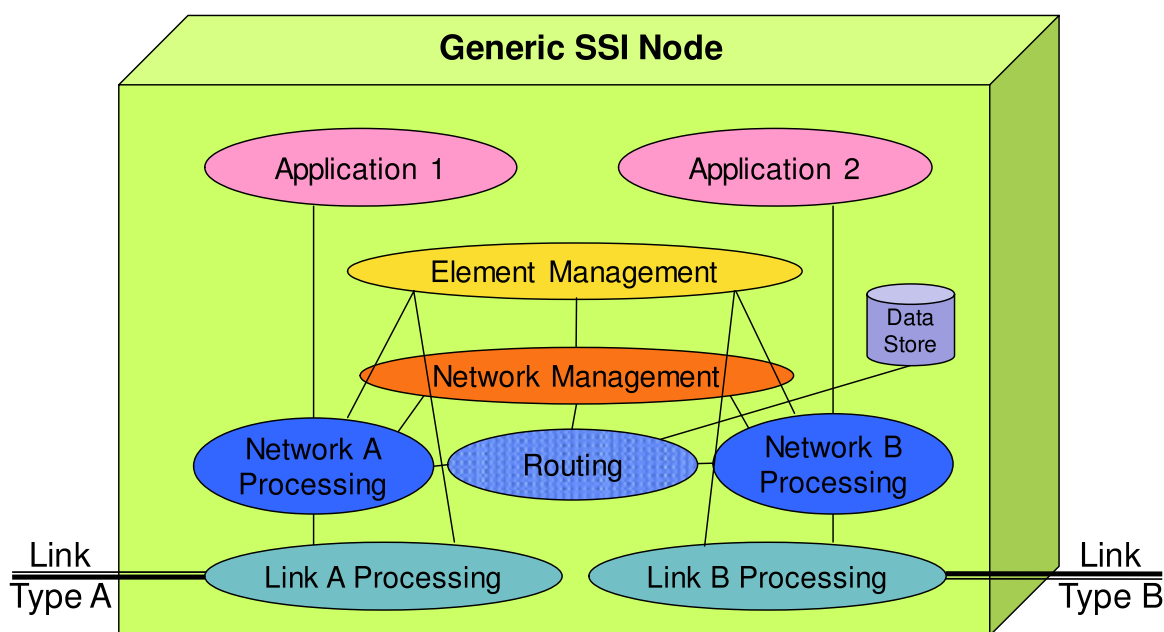 Generic SSI Node
Application 1
Application 2
Element Management
Data
Store
Network Management
Network A
Processing
Routing
Network B
Processing
Link
Type A
Link A Processing
Link B Processing
Link
Type B